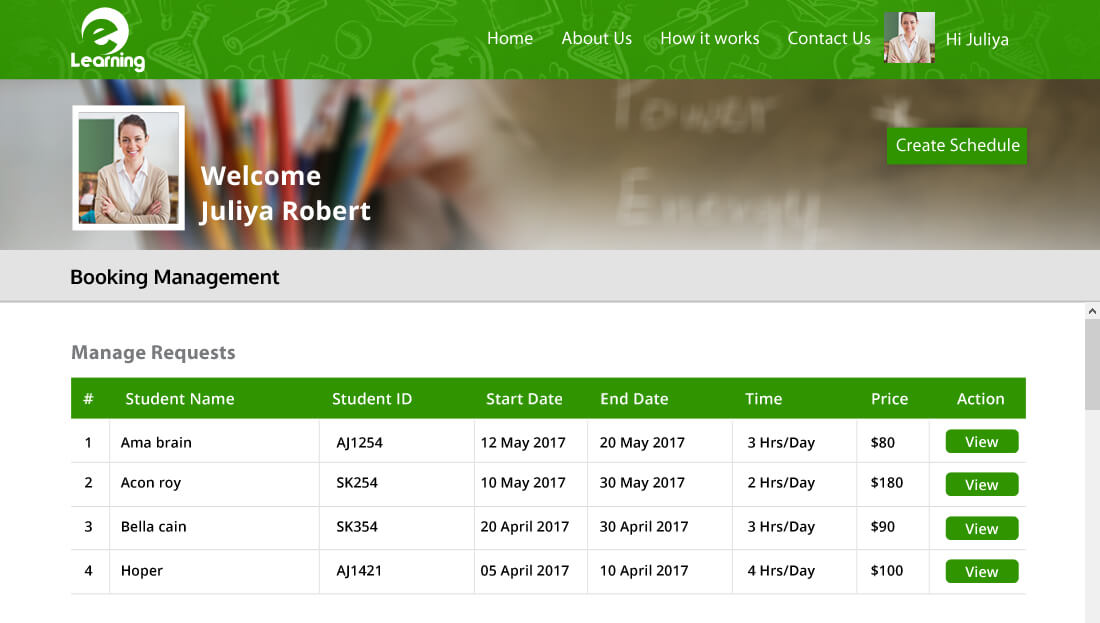 e
Learning
Home About Us How it works Contact Us Hi Juliya
Power
Energy
Create Schedule
Welcome
Juliya Robert
Booking Management
Manage Requests
# Student Name Student ID Start Date End Date Time Price Action
1 Ama brain AJ1254 12 May 2017 20 May 2017 3 Hrs/Day $80 View
2 Acon roy SK254 10 May 2017 30 May 2017 2 Hrs/Day $180 View
3 Bella cain SK354 20 April 2017 30 April 2017 3 Hrs/Day $90 View
4 Hoper AJ1421 05 April 2017 10 April 2017 4 Hrs/Day $100 View